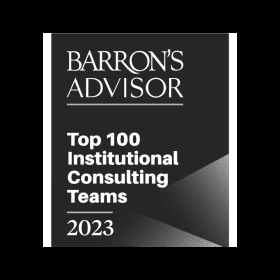 BARRON'S
ADVISOR
Top 100
Institutional
Consulting
Teams
2023